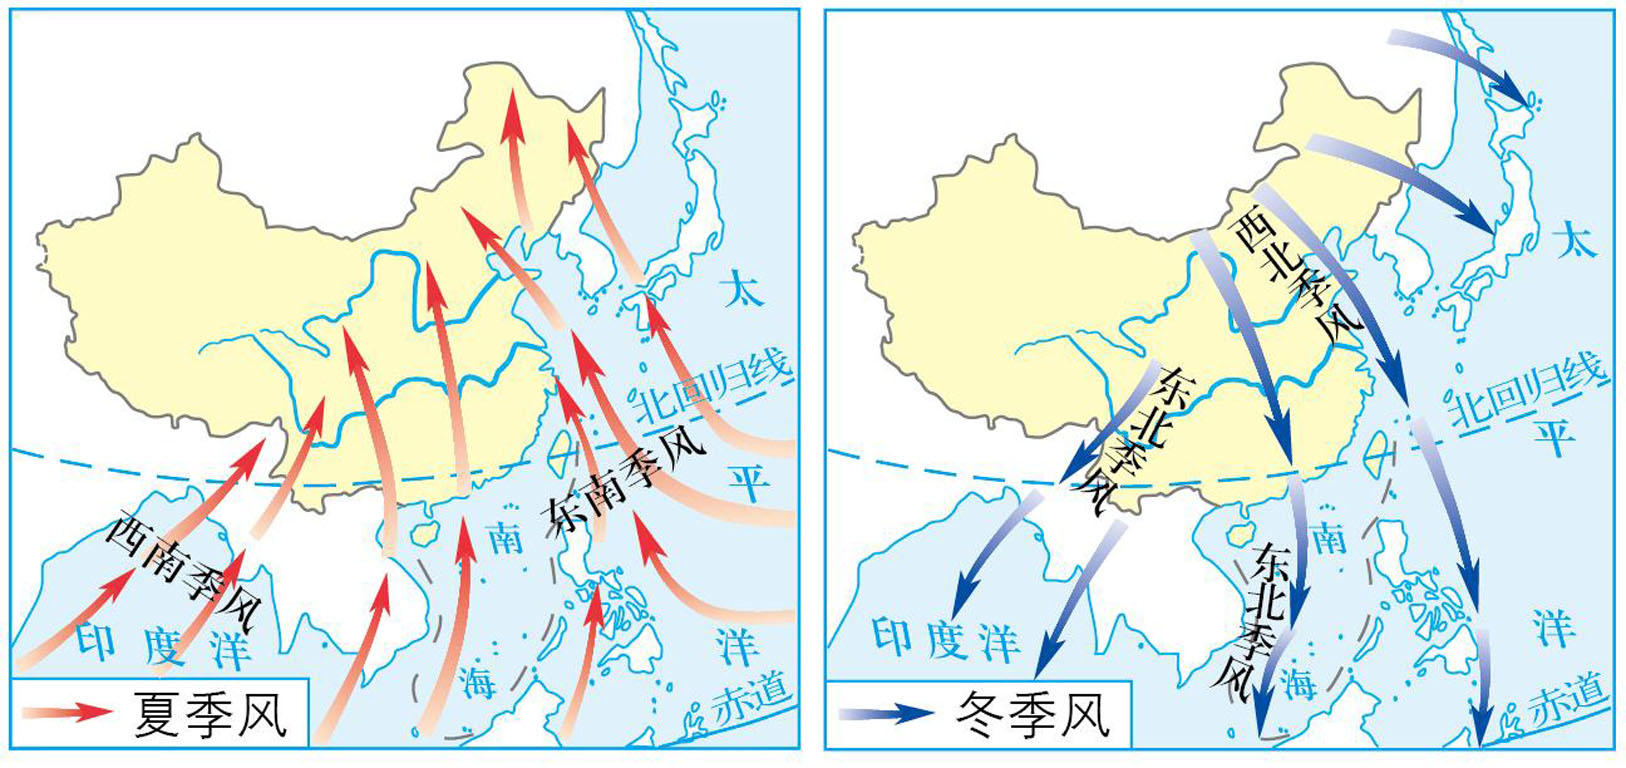 太
北回归线
平
东南季风
南
西南季风
印度洋
洋
海
赤道
夏季风
太
西北季风
北回归线
东北季风
平
南
东北季风
印度洋
洋
海
赤道
冬季风